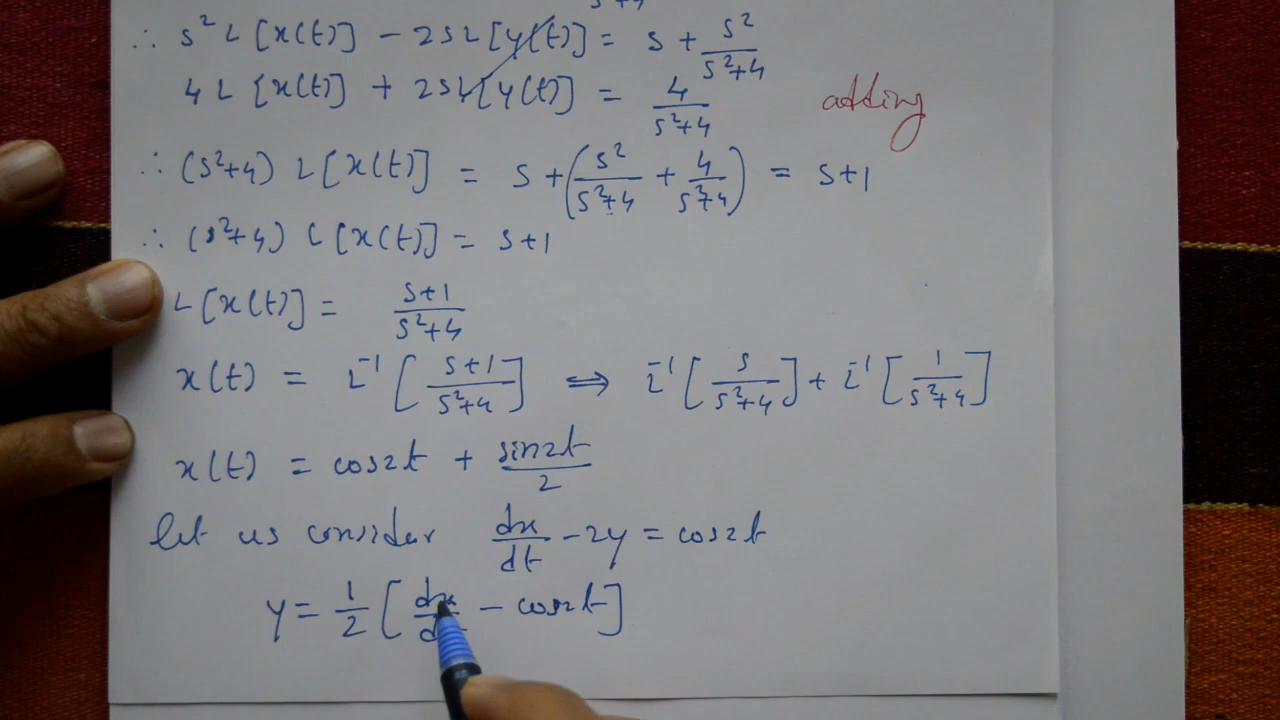 s²+4
∴ s² L[x(t)] - 2s L[y(t)] = s + s²/(s²+4)
4 L[x(t)] + 2s L[y(t)] = 4/(s²+4) adding
∴ (s²+4) L[x(t)] = s + (s²/(s²+4) + 4/(s²+4)) = s+1
∴ (s²+4) L[x(t)] = s+1
L[x(t)] = (s+1)/(s²+4)
x(t) = L⁻¹[(s+1)/(s²+4)] ⇔ L⁻¹[s/(s²+4)] + L⁻¹[1/(s²+4)]
x(t) = cos2t + sin2t/2
let us consider dx/dt - 2y = cos2t
y = 1/2 [dx/dt - cos2t]